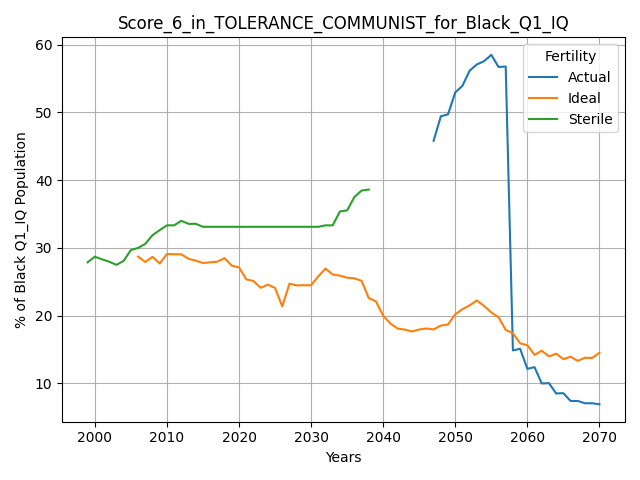 Score_6_in_TOLERANCE_COMMUNIST_for_Black_Q1_IQ
Fertility
Actual
Ideal
Sterile
% of Black Q1_IQ Population
60
50
40
30
20
10
2000 2010 2020 2030 2040 2050 2060 2070
Years